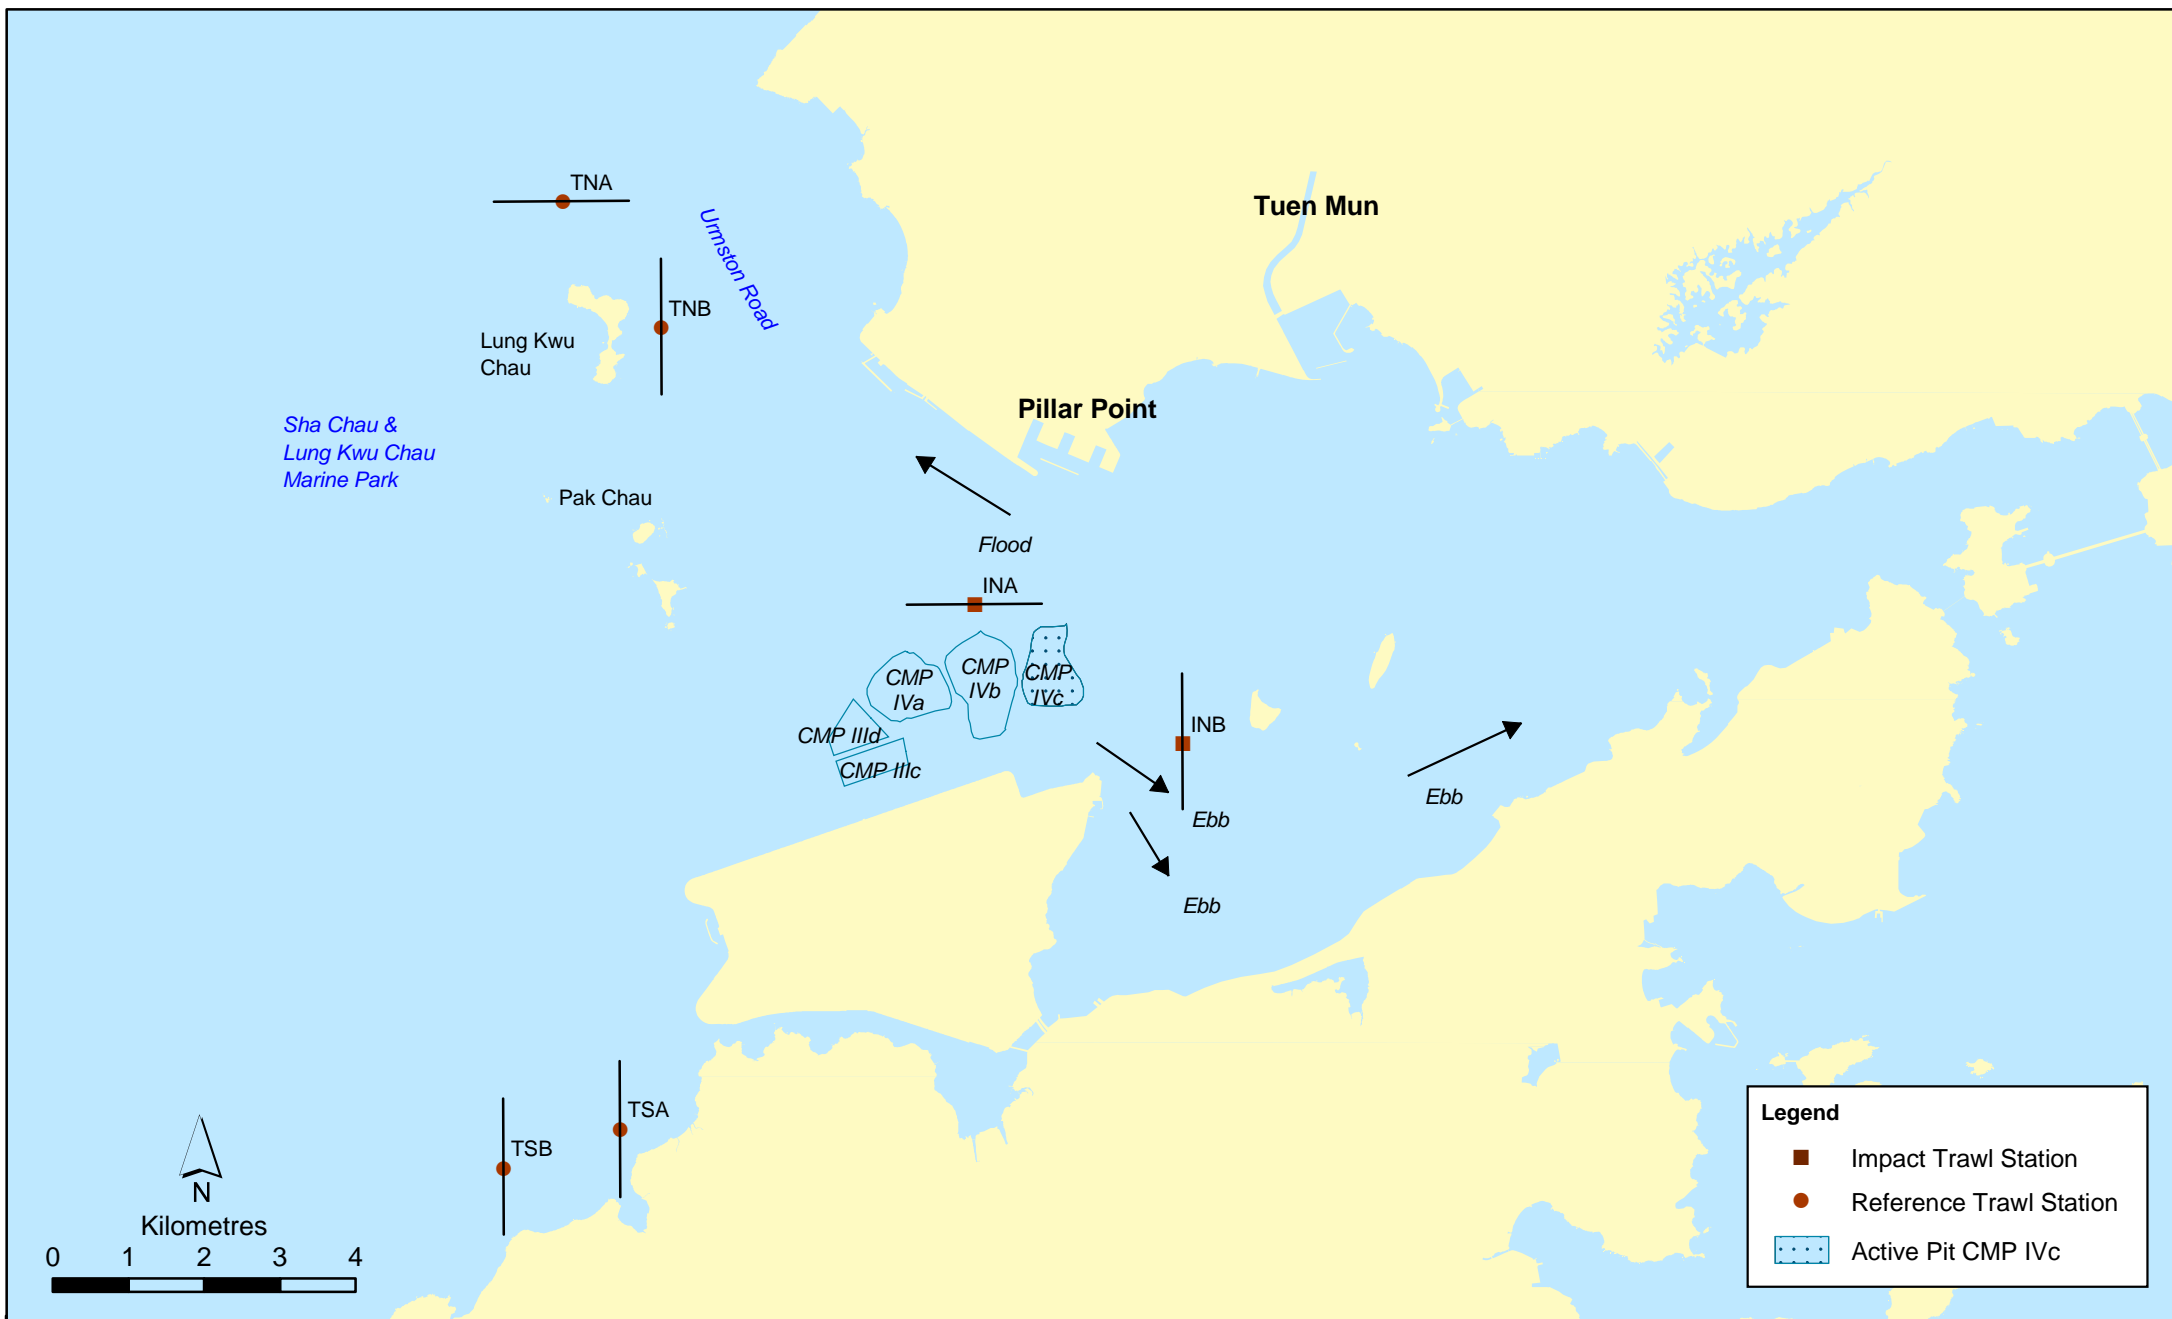 TNA
Urmston Road
Tuen Mun
TNB
Lung Kwu
Chau
Pillar Point
Sha Chau &
Lung Kwu Chau
Marine Park
Pak Chau
Flood
INA
CMP
IVa
CMP
IVb
CMP
IVc
CMP IIId
CMP IIIc
INB
Ebb
Ebb
Ebb
TSA
TSB
N
Kilometres
0 1 2 3 4
Legend
Impact Trawl Station
Reference Trawl Station
Active Pit CMP IVc